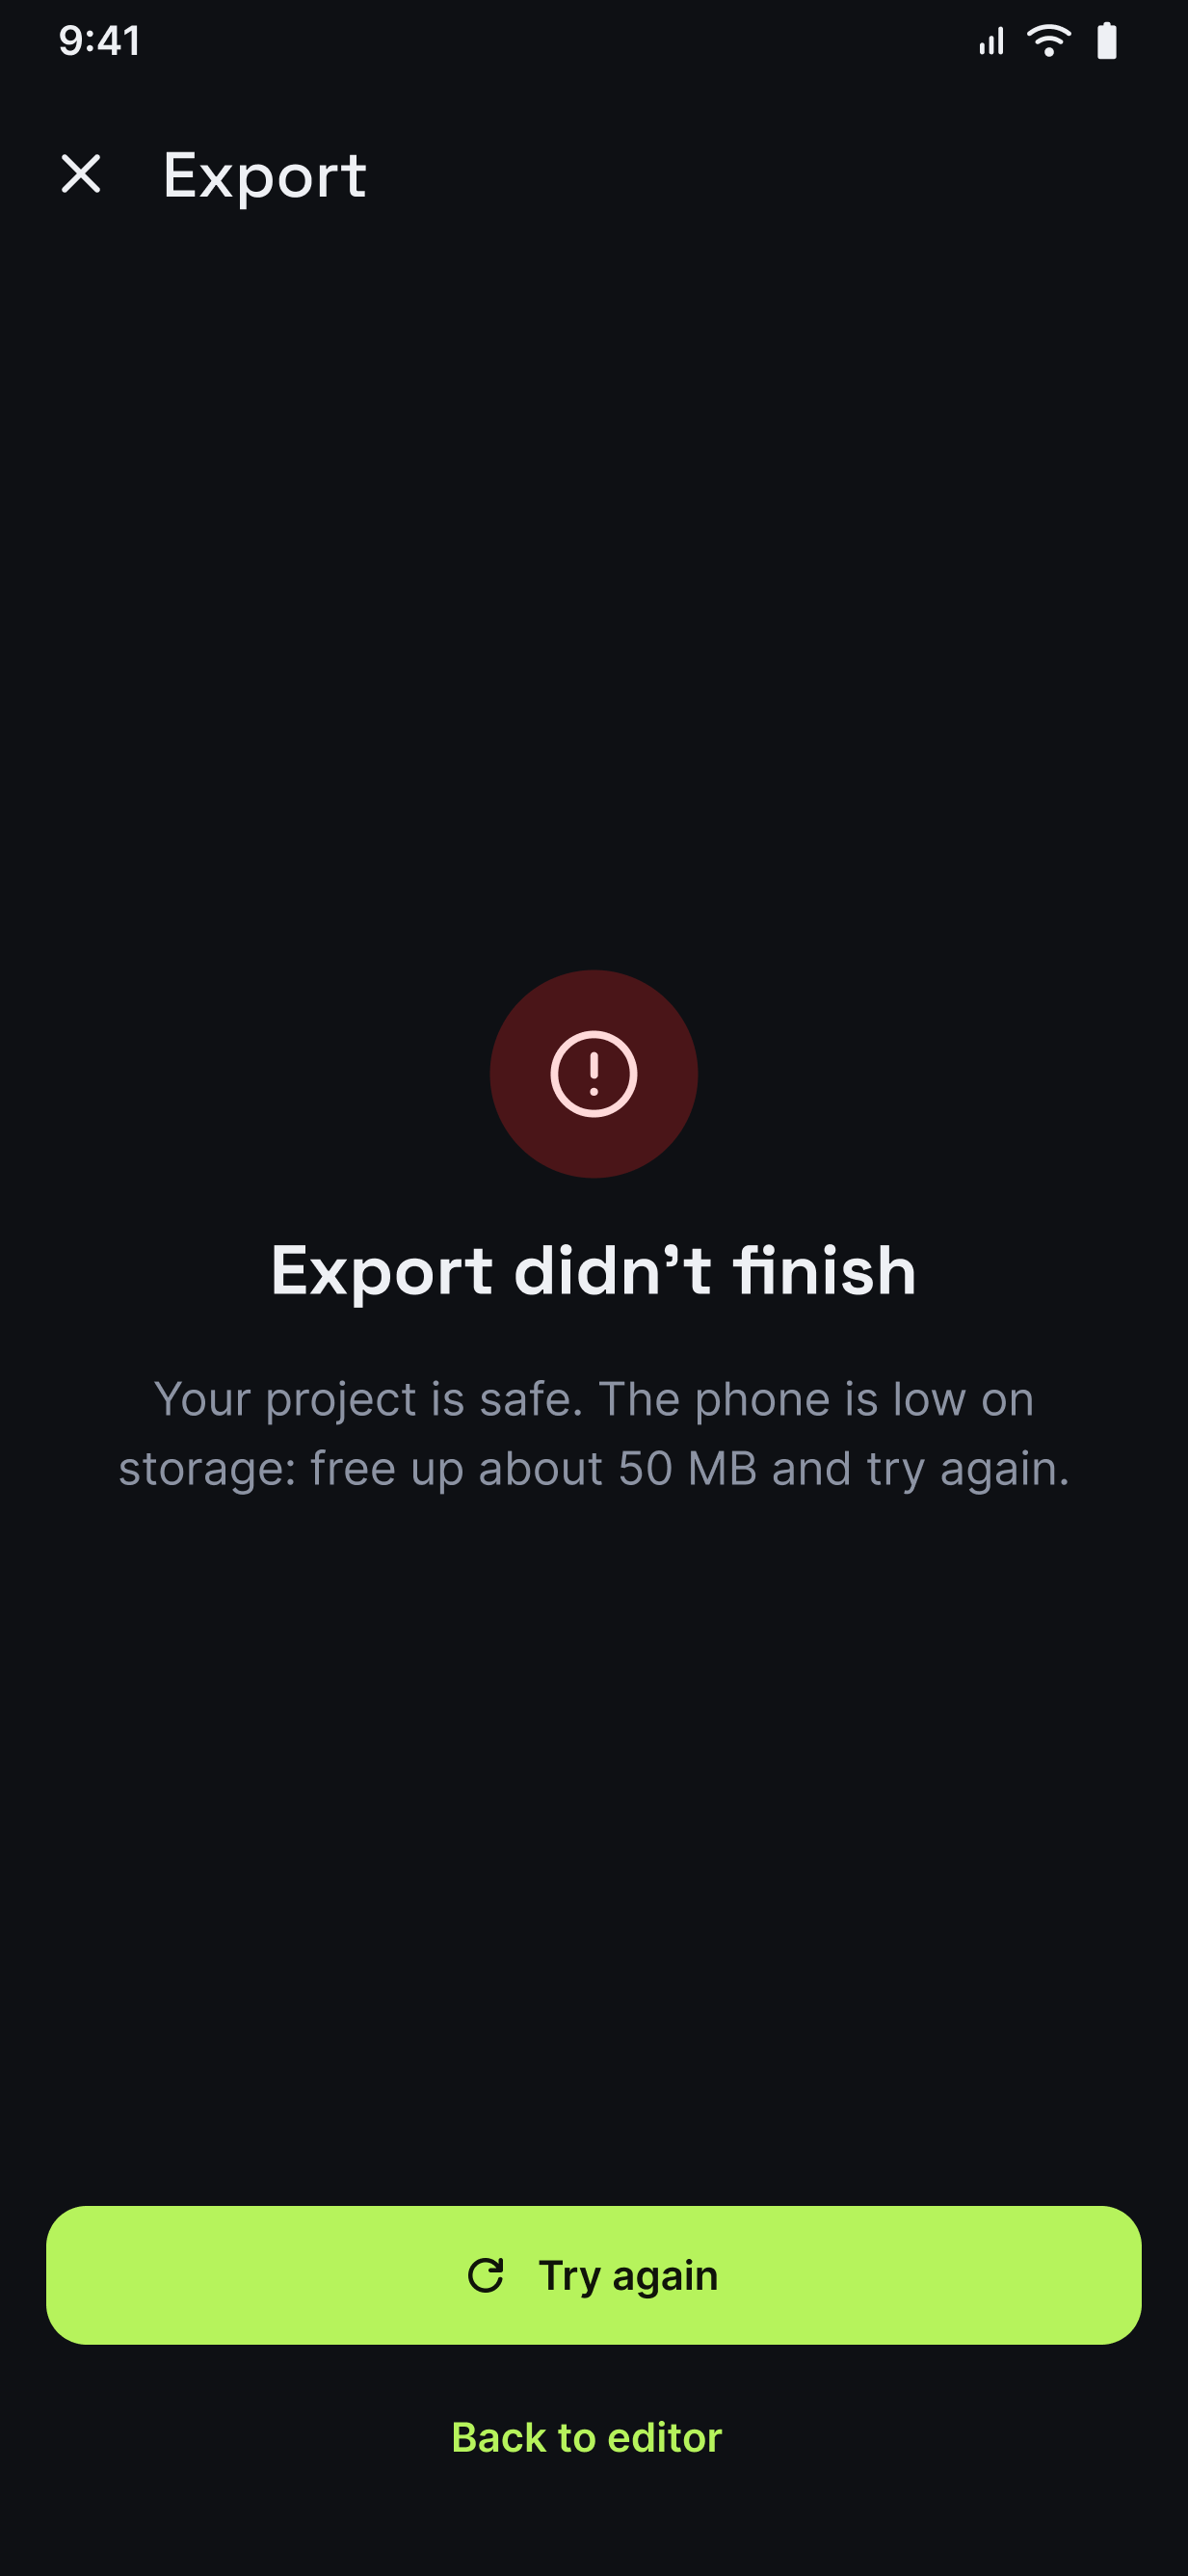 9:41
Export
Export didn’t finish
Your project is safe. The phone is low on
storage: free up about 50 MB and try again.
Try again
Back to editor